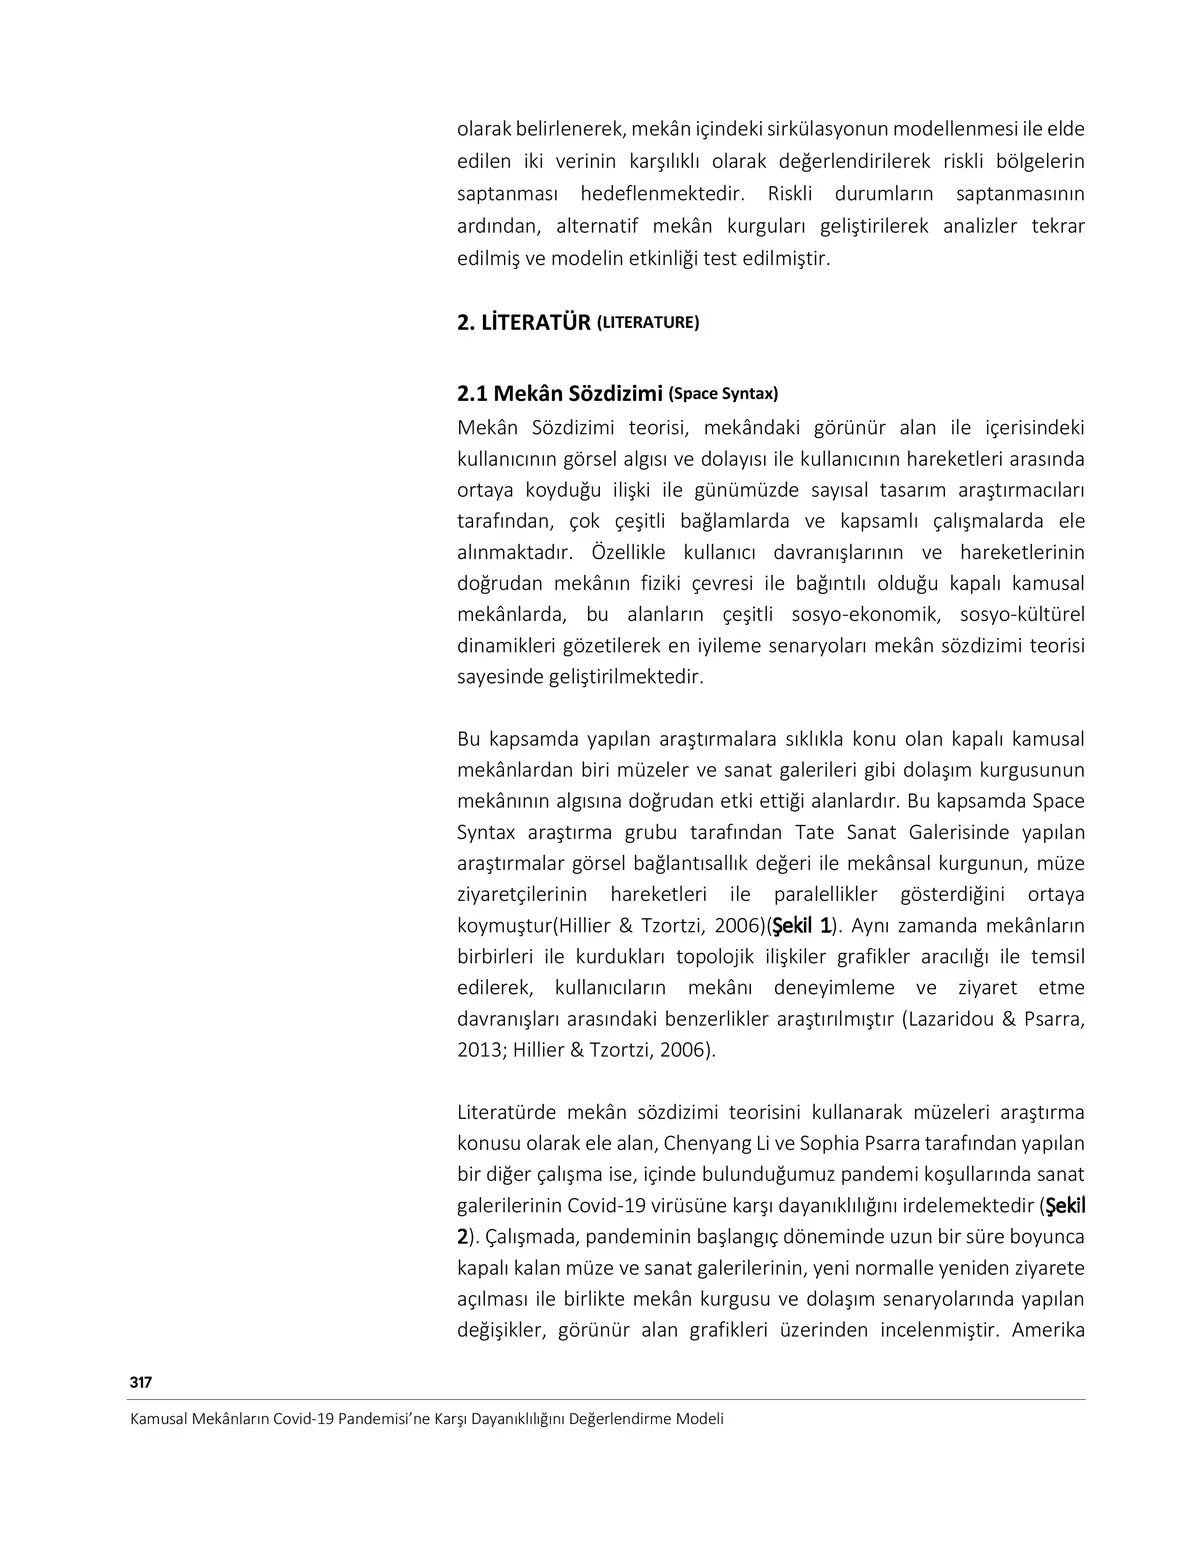 olarak belirlenerek, mekân içindeki sirkülasyonun modellenmesi ile elde
edilen iki verinin karşılıklı olarak değerlendirilerek riskli bölgelerin
saptanması hedeflenmektedir. Riskli durumların saptanmasının
ardından, alternatif mekân kurguları geliştirilerek analizler tekrar
edilmiş ve modelin etkinliği test edilmiştir.
2. LİTERATÜR (LITERATURE)
2.1 Mekân Sözdizimi (Space Syntax)
Mekân Sözdizimi teorisi, mekândaki görünür alan ile içerisindeki
kullanıcının görsel algısı ve dolayısı ile kullanıcının hareketleri arasında
ortaya koyduğu ilişki ile günümüzde sayısal tasarım araştırmacıları
tarafından, çok çeşitli bağlamlarda ve kapsamlı çalışmalarda ele
alınmaktadır. Özellikle kullanıcı davranışlarının ve hareketlerinin
doğrudan mekânın fiziki çevresi ile bağıntılı olduğu kapalı kamusal
mekânlarda, bu alanların çeşitli sosyo-ekonomik, sosyo-kültürel
dinamikleri gözetilerek en iyileme senaryoları mekân sözdizimi teorisi
sayesinde geliştirilmektedir.
Bu kapsamda yapılan araştırmalara sıklıkla konu olan kapalı kamusal
mekânlardan biri müzeler ve sanat galerileri gibi dolaşım kurgusunun
mekânının algısına doğrudan etki ettiği alanlardır. Bu kapsamda Space
Syntax araştırma grubu tarafından Tate Sanat Galerisinde yapılan
araştırmalar görsel bağlantısallık değeri ile mekânsal kurgunun, müze
ziyaretçilerinin hareketleri ile paralellikler gösterdiğini ortaya
koymuştur(Hillier & Tzortzi, 2006)(Şekil 1). Aynı zamanda mekânların
birbirleri ile kurdukları topolojik ilişkiler grafikler aracılığı ile temsil
edilerek, kullanıcıların mekânı deneyimleme ve ziyaret etme
davranışları arasındaki benzerlikler araştırılmıştır (Lazaridou & Psarra,
2013; Hillier & Tzortzi, 2006).
Literatürde mekân sözdizimi teorisini kullanarak müzeleri araştırma
konusu olarak ele alan, Chenyang Li ve Sophia Psarra tarafından yapılan
bir diğer çalışma ise, içinde bulunduğumuz pandemi koşullarında sanat
galerilerinin Covid-19 virüsüne karşı dayanıklılığını irdelemektedir (Şekil
2). Çalışmada, pandeminin başlangıç döneminde uzun bir süre boyunca
kapalı kalan müze ve sanat galerilerinin, yeni normalle yeniden ziyarete
açılması ile birlikte mekân kurgusu ve dolaşım senaryolarında yapılan
değişikler, görünür alan grafikleri üzerinden incelenmiştir. Amerika
317
Kamusal Mekânların Covid-19 Pandemisi’ne Karşı Dayanıklılığını Değerlendirme Modeli